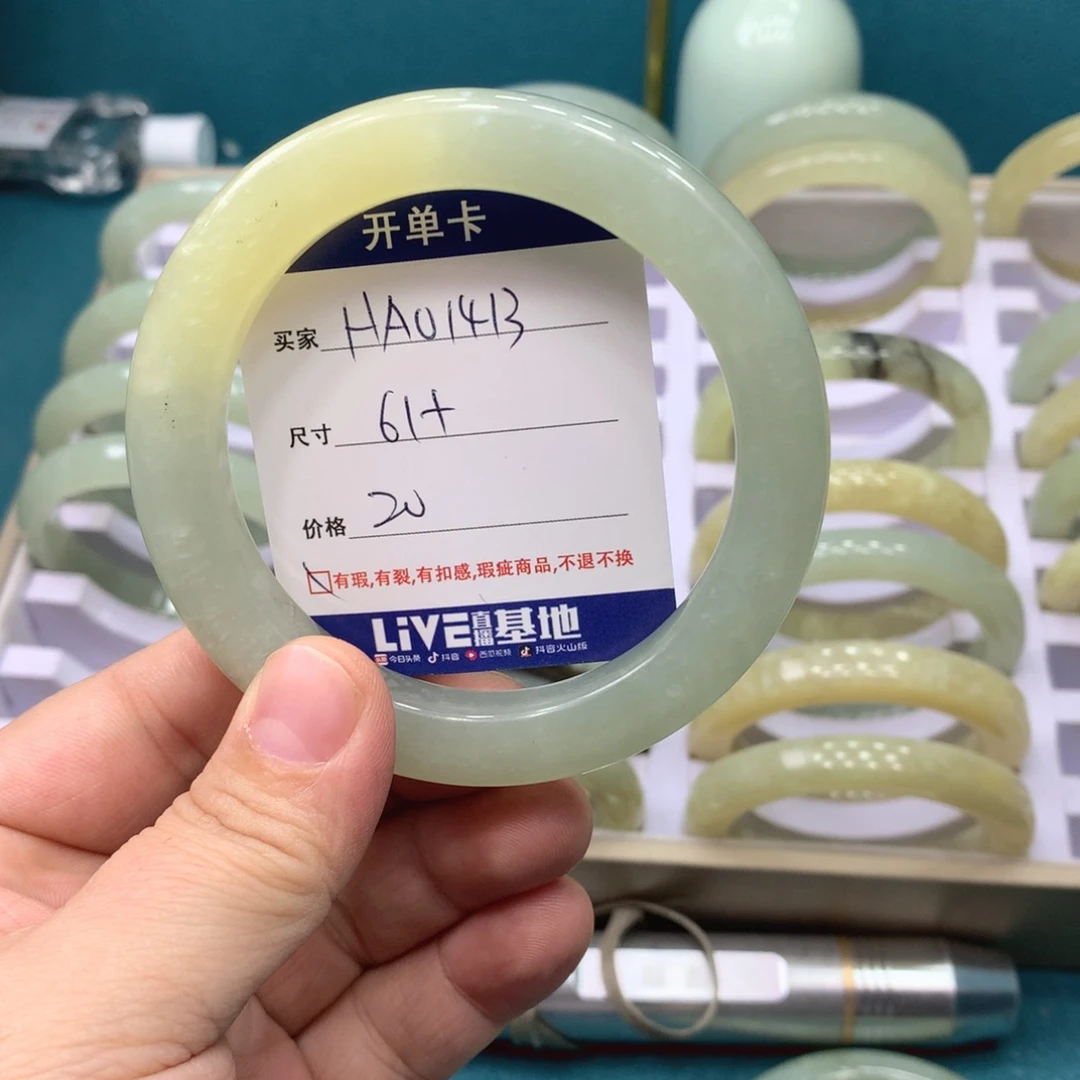 开单卡
买家 HA01413
尺寸 61+
价格 20
有瑕,有裂,有扣感,瑕疵商品,不退不换
LiVE直播基地
今日头条 抖音 西瓜视频 抖音火山版